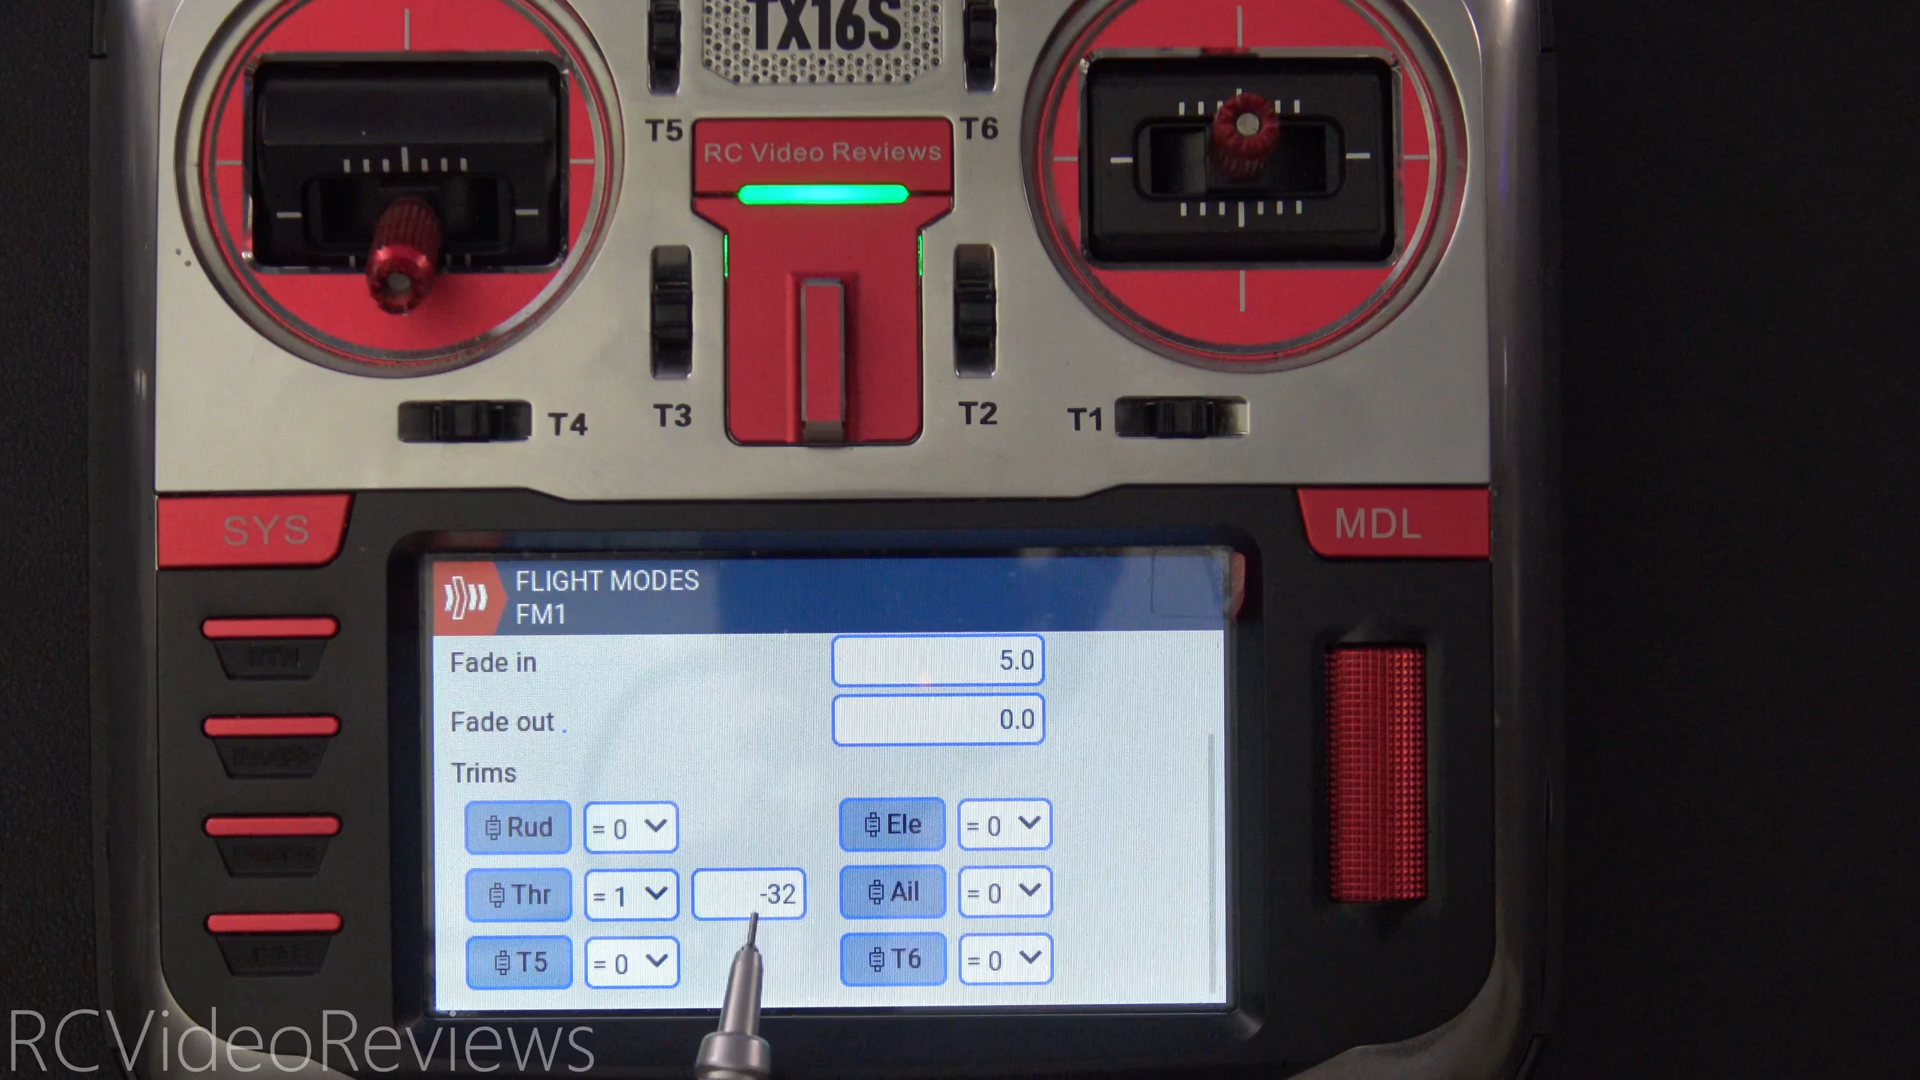 TX16S
T5
T6
RC Video Reviews
T4
T3
T2
T1
SYS
MDL
FLIGHT MODES
FM1
Fade in
5.0
Fade out
0.0
Trims
Rud = 0
Ele = 0
Thr = 1 -32
Ail = 0
T5 = 0
T6 = 0
RTN
RCVideoReviews